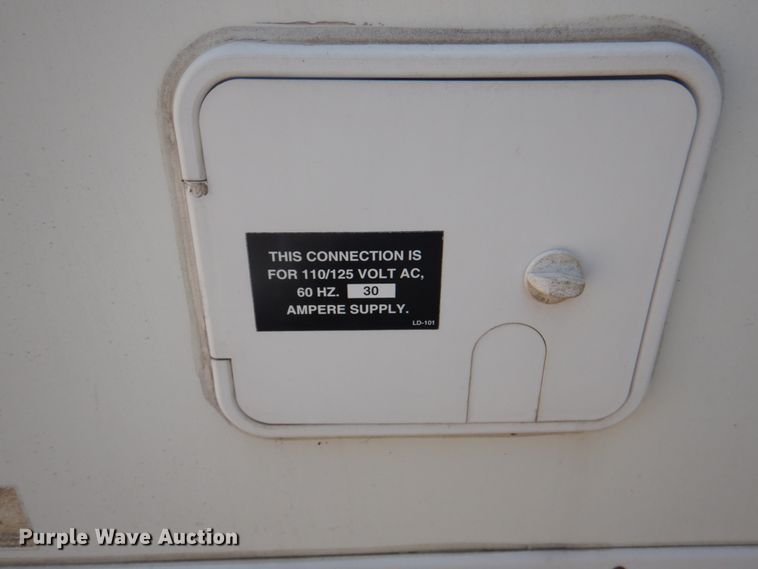 THIS CONNECTION IS
FOR 110/125 VOLT AC,
60 HZ. 30
AMPERE SUPPLY.
LD-101
Purple Wave Auction